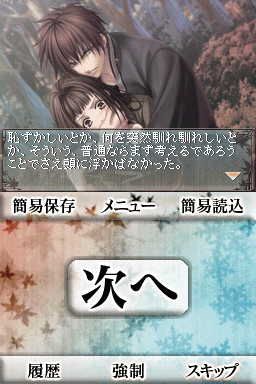 恥ずかしいとか、何を突然馴れ馴れしいと
か、そういう、普通ならまず考えるであろう
ことでさえ頭に浮かばなかった。
簡易保存 メニュー 簡易読込
次へ
履歴 強制 スキップ